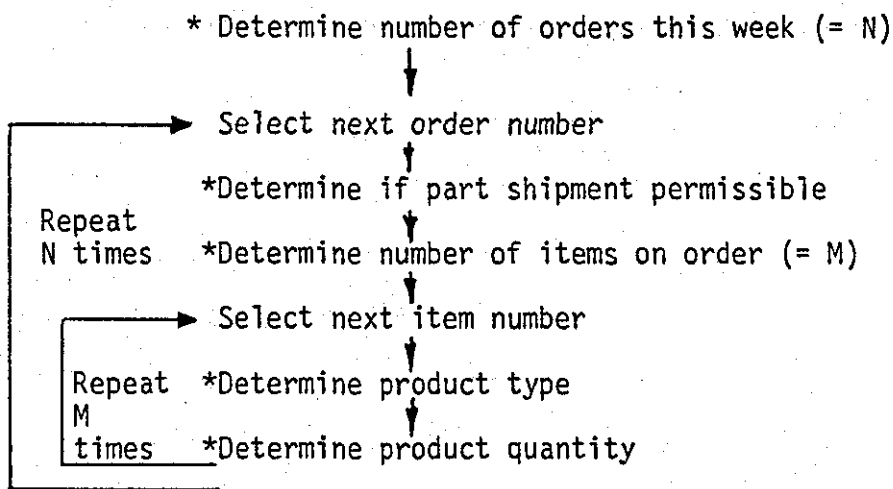 * Determine number of orders this week (= N)
Select next order number
*Determine if part shipment permissible
Repeat
N times
*Determine number of items on order (= M)
Select next item number
Repeat
M
times
*Determine product type
*Determine product quantity